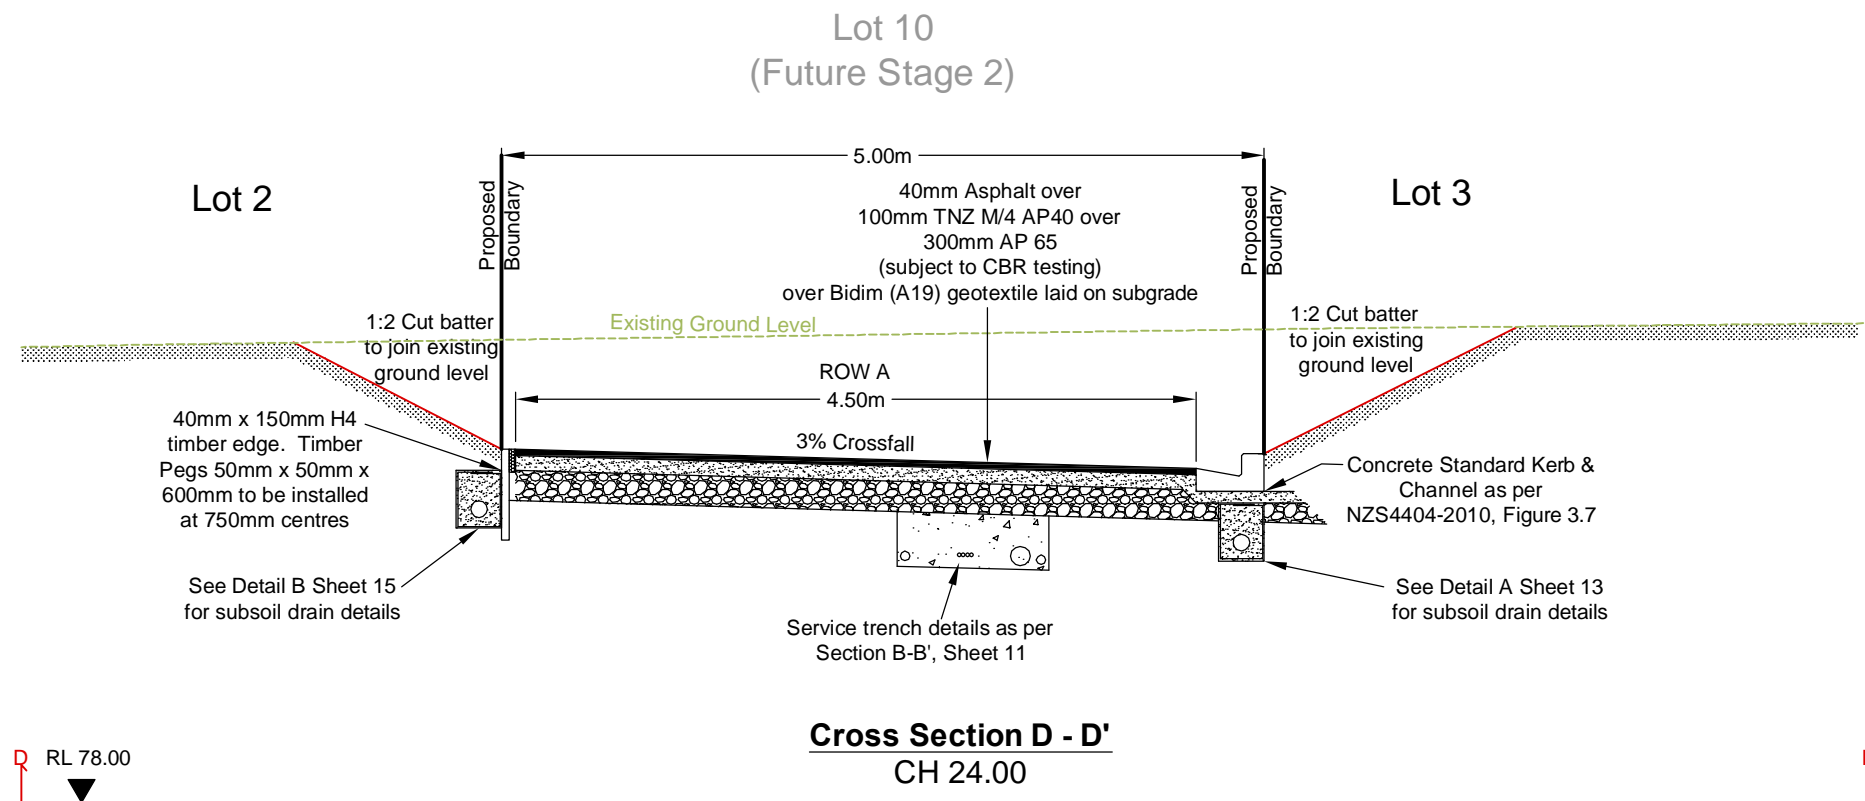 Lot 10
(Future Stage 2)
5.00m
Lot 2
Proposed
Boundary
40mm Asphalt over
100mm TNZ M/4 AP40 over
300mm AP 65
(subject to CBR testing)
over Bidim (A19) geotextile laid on subgrade
Proposed
Boundary
Lot 3
1:2 Cut batter
to join existing
ground level
Existing Ground Level
1:2 Cut batter
to join existing
ground level
ROW A
4.50m
3% Crossfall
40mm x 150mm H4
timber edge. Timber
Pegs 50mm x 50mm x
600mm to be installed
at 750mm centres
Concrete Standard Kerb &
Channel as per
NZS4404-2010, Figure 3.7
See Detail B Sheet 15
for subsoil drain details
See Detail A Sheet 13
for subsoil drain details
Service trench details as per
Section B-B', Sheet 11
Cross Section D - D'
CH 24.00
D
RL 78.00